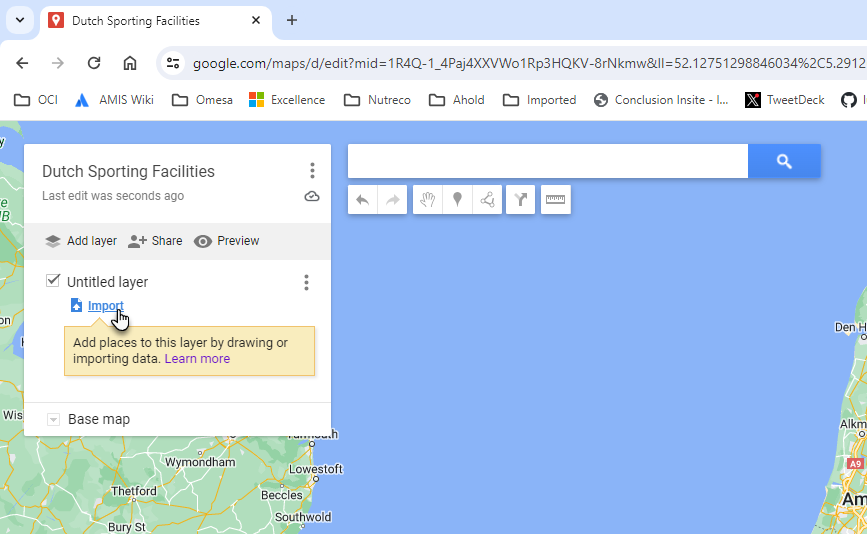 Dutch Sporting Facilities
google.com/maps/d/edit?mid=1R4Q-1_4Paj4XXVWo1Rp3HQKV-8rNkmw&ll=52.12751298846034%2C5.2912
OCI AMIS Wiki Omesa Excellence Nutreco Ahold Imported Conclusion Insite - I... TweetDeck
Dutch Sporting Facilities
Last edit was seconds ago
Add layer Share Preview
Untitled layer
Import
Add places to this layer by drawing or
importing data. Learn more
Base map
Den H
Alkm
A9
Am
Wis
Wymondham
Lowestoft
Thetford
Beccles
Southwold
Bury St